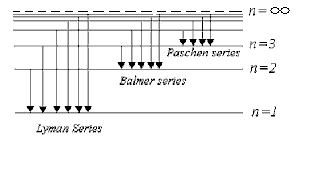 n=∞
n=3
Paschen series
n=2
Balmer series
n=1
Lyman Series